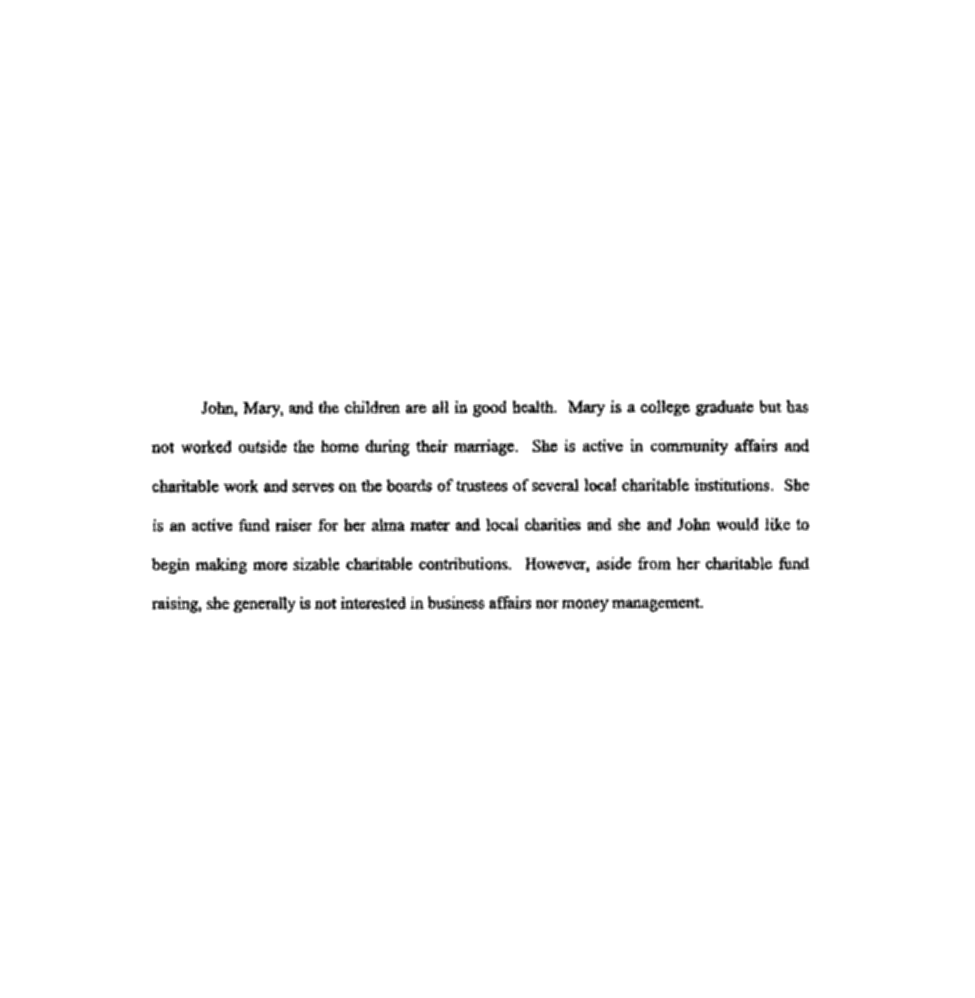 John, Mary, and the children are all in good health. Mary is a college graduate but has
not worked outside the home during their marriage. She is active in community affairs and
charitable work and serves on the boards of trustees of several local charitable institutions. She
is an active fund raiser for her alma mater and local charities and she and John would like to
begin making more sizable charitable contributions. However, aside from her charitable fund
raising, she generally is not interested in business affairs nor money management.